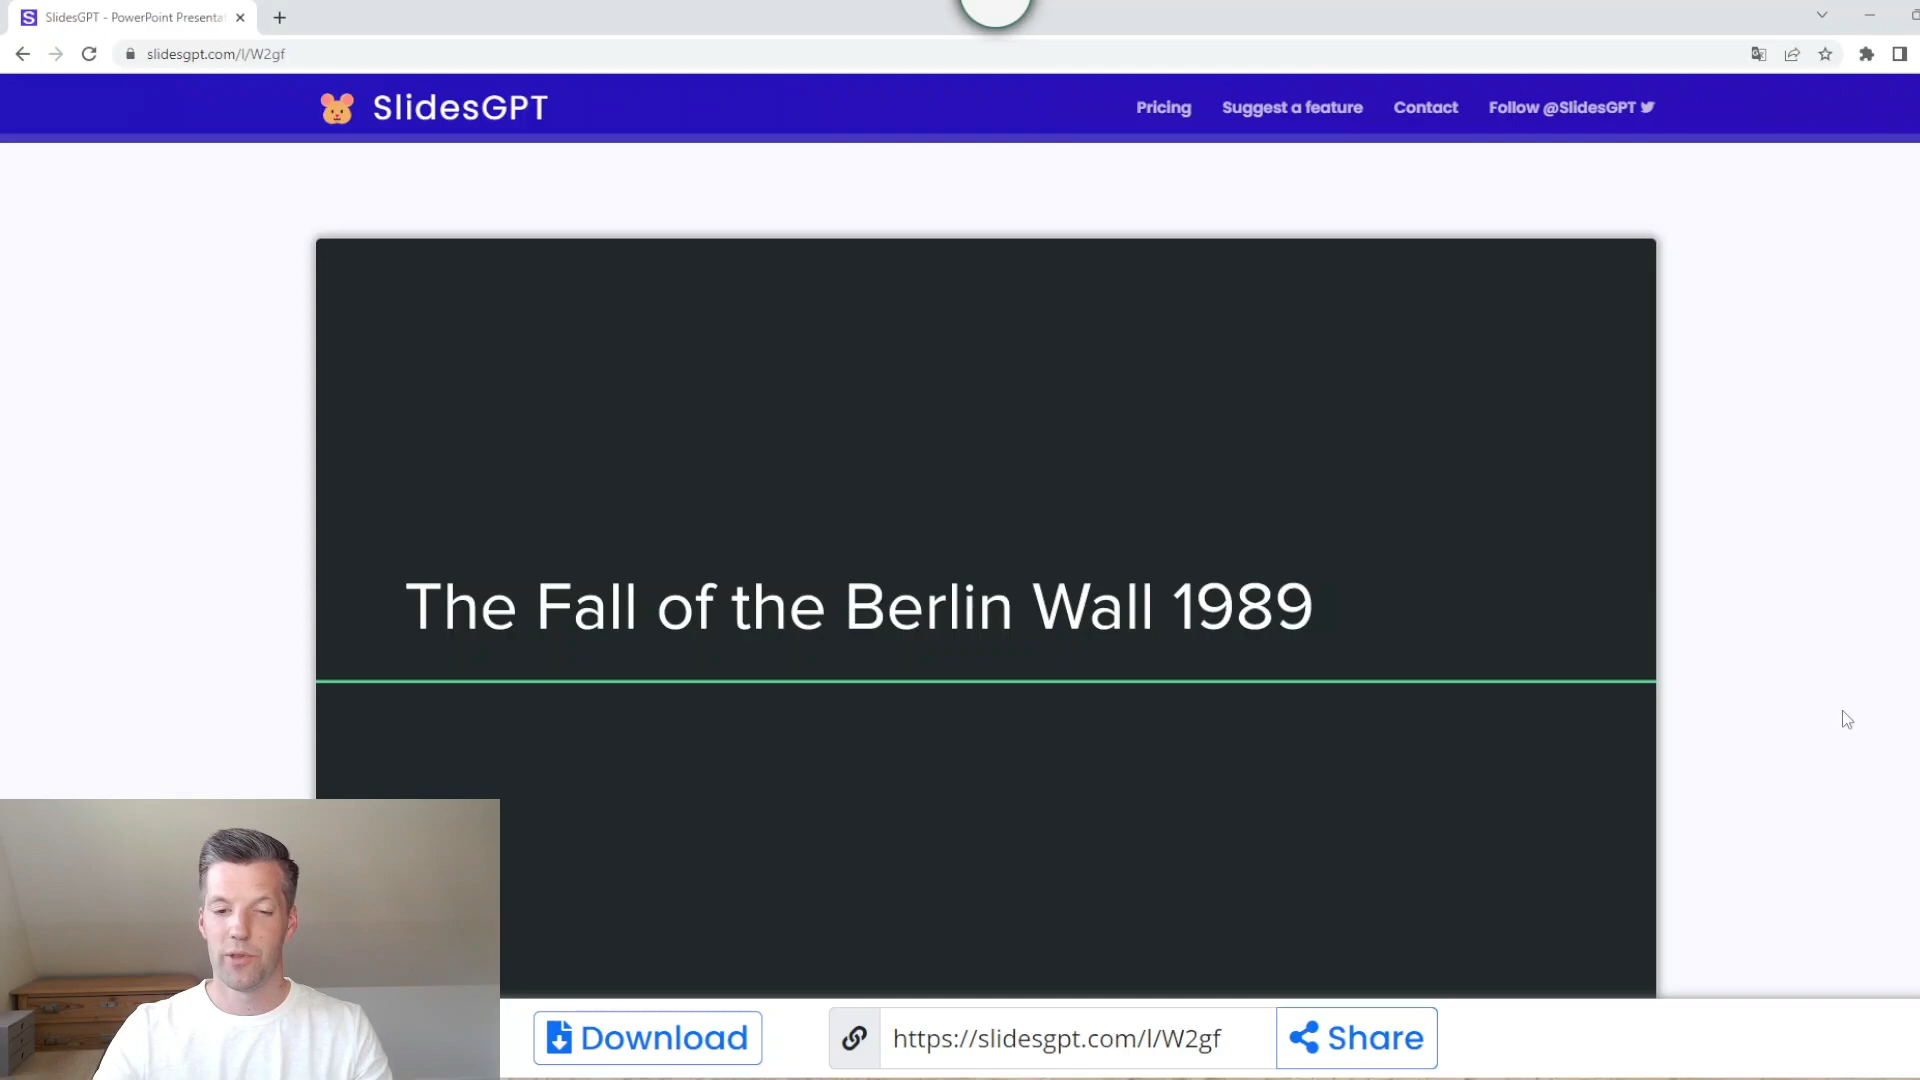 SlidesGPT - PowerPoint Presenta
slidesgpt.com/l/W2gf
SlidesGPT
Pricing
Suggest a feature
Contact
Follow @SlidesGPT
The Fall of the Berlin Wall 1989
Download
https://slidesgpt.com/l/W2gf
Share